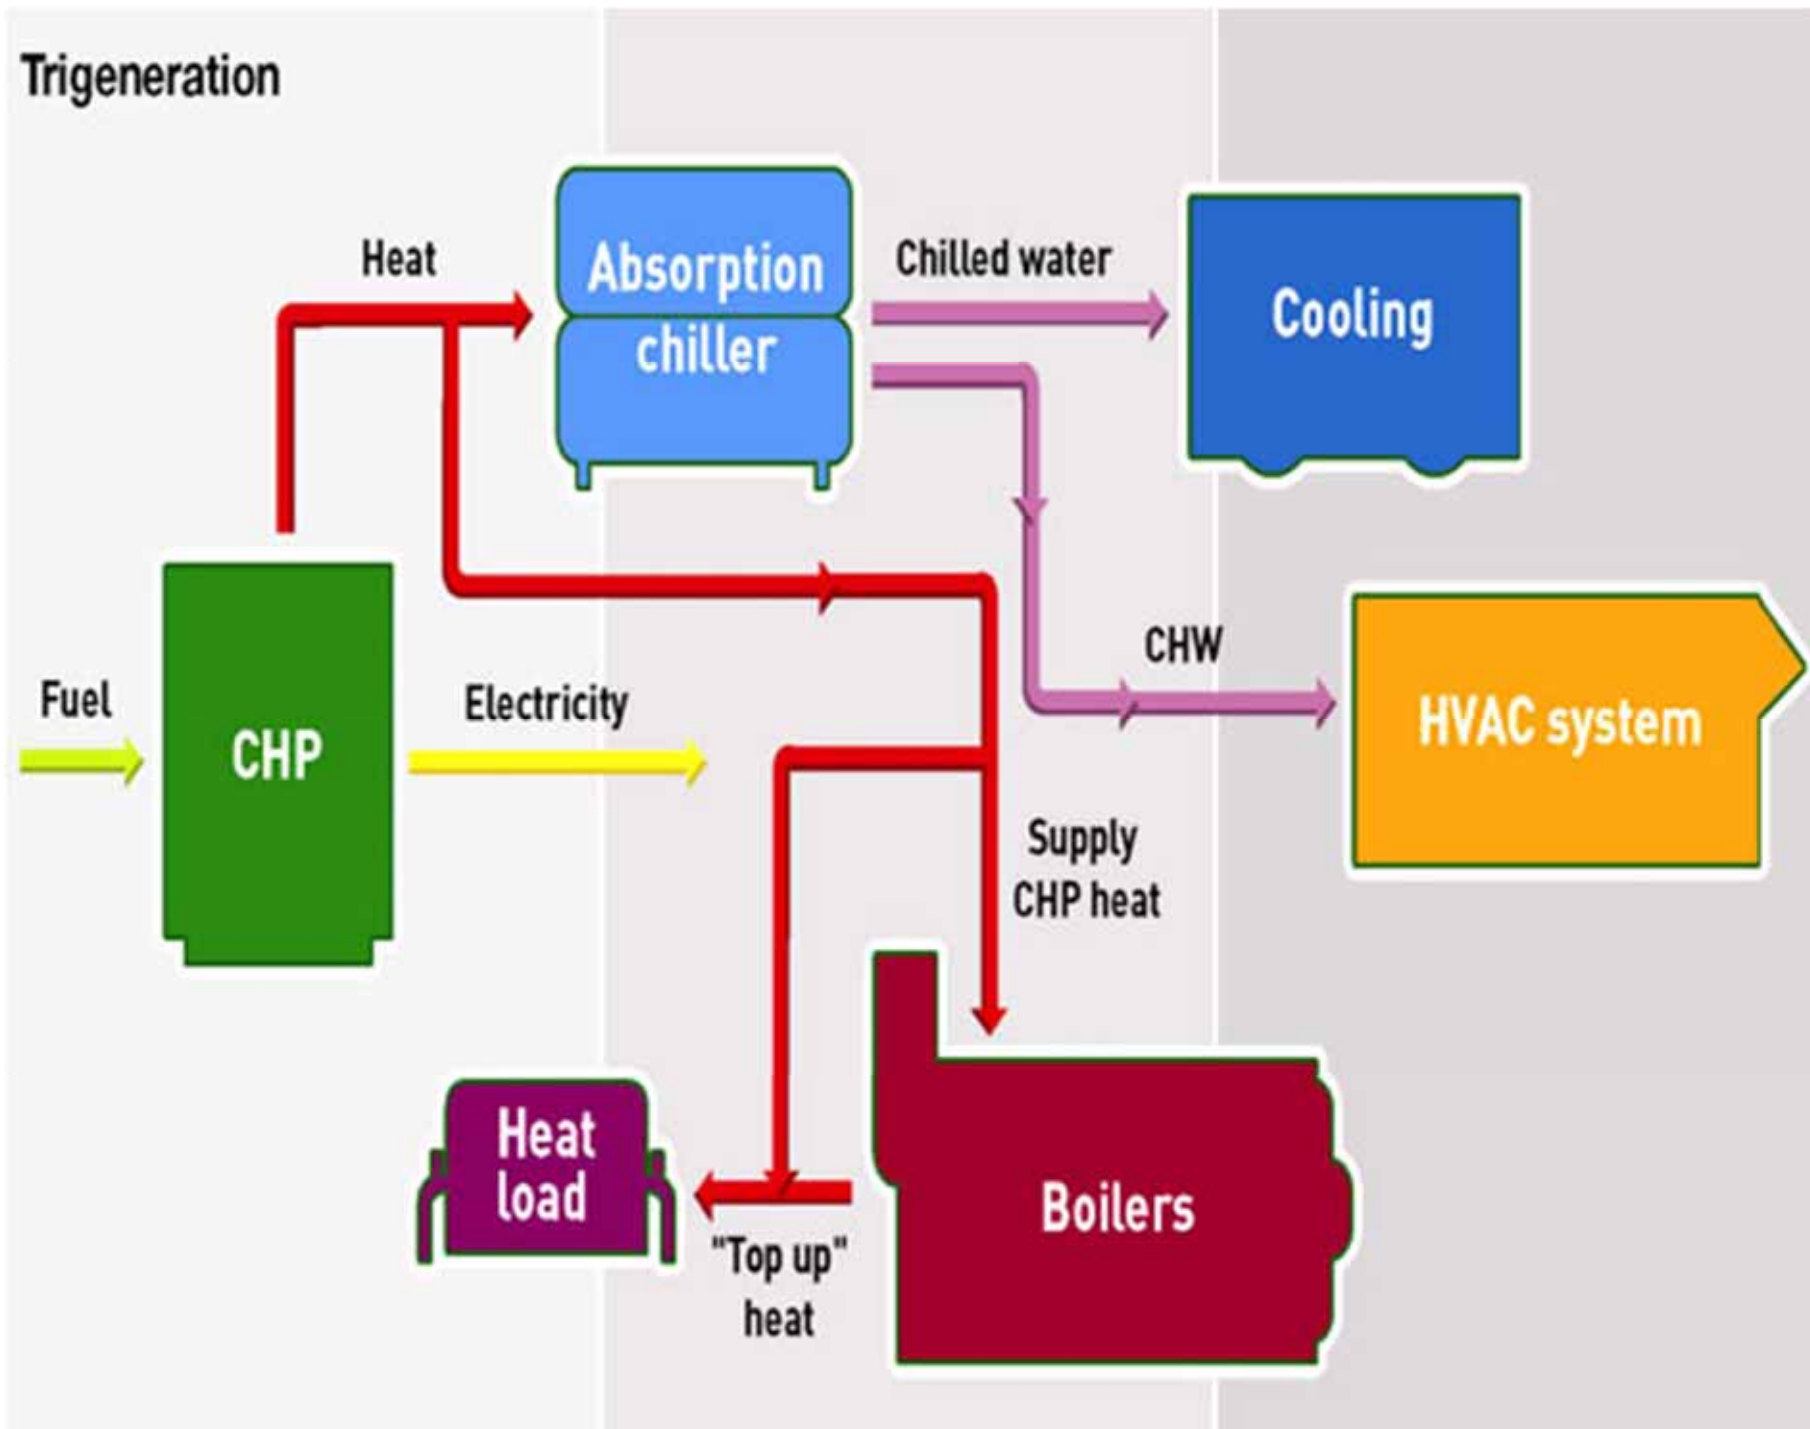 Trigeneration
Heat
Absorption
chiller
Chilled water
Cooling
Fuel
CHP
Electricity
CHW
HVAC system
Supply
CHP heat
Heat
load
"Top up"
heat
Boilers